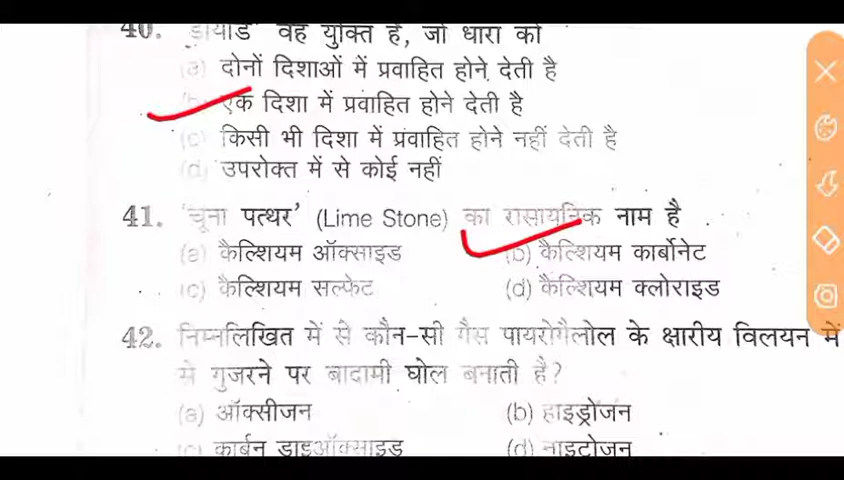 40. 'डायोड' वह युक्ति है, जो धारा को
(a) दोनों दिशाओं में प्रवाहित होने देती है
(b) एक दिशा में प्रवाहित होने देती है
(c) किसी भी दिशा में प्रवाहित होने नहीं देती है
(d) उपरोक्त में से कोई नहीं
41. 'चूना पत्थर' (Lime Stone) का रासायनिक नाम है
(a) कैल्शियम ऑक्साइड (b) कैल्शियम कार्बोनेट
(c) कैल्शियम सल्फेट (d) कैल्शियम क्लोराइड
42. निम्नलिखित में से कौन-सी गैस पायरोगैलोल के क्षारीय विलयन में
से गुजरने पर बादामी घोल बनाती है?
(a) ऑक्सीजन (b) हाइड्रोजन
(c) कार्बन डाइऑक्साइड (d) नाइट्रोजन